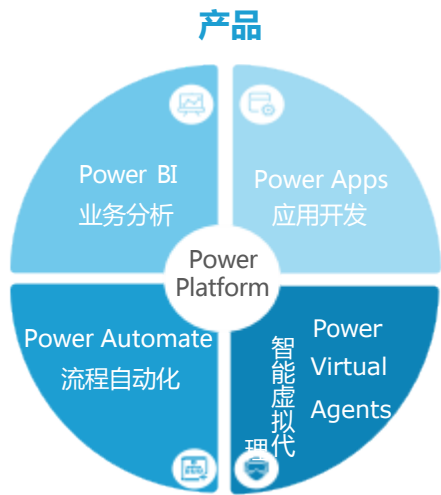 产品
Power BI
业务分析
Power Apps
应用开发
Power
Platform
Power Automate
流程自动化
Power
Virtual
Agents
智能虚拟代
理